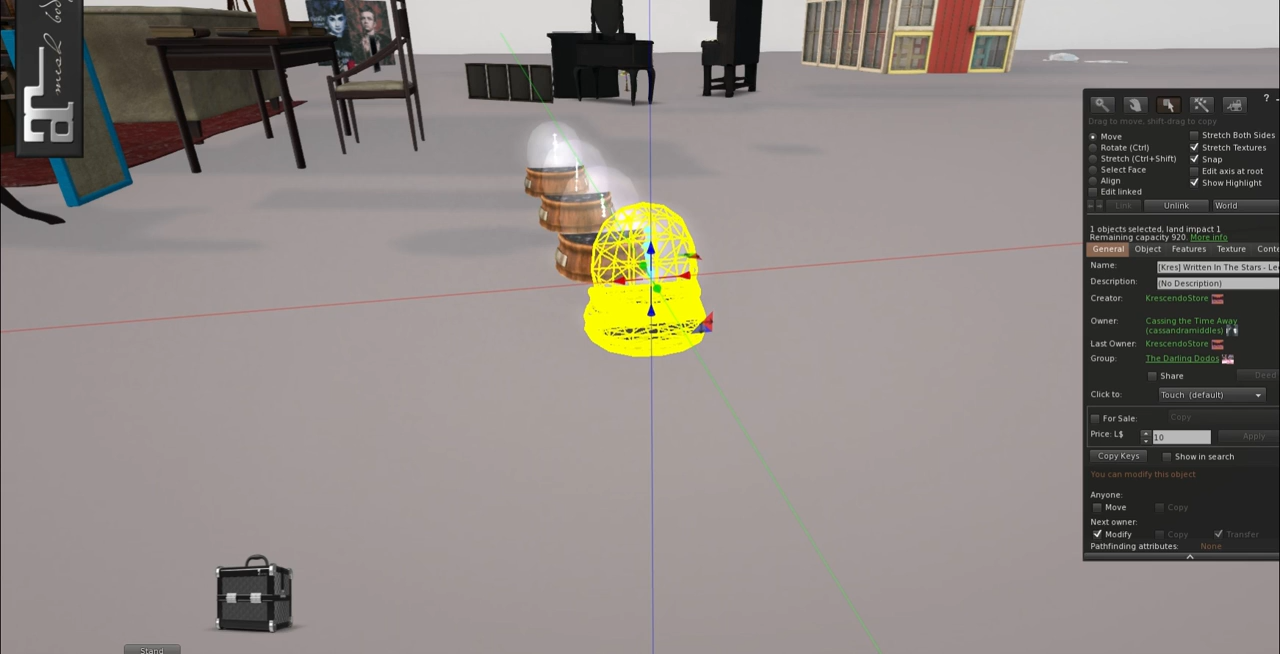 mesh body
?
Drag to move, shift-drag to copy
Move
Rotate (Ctrl)
Stretch (Ctrl+Shift)
Select Face
Align
Edit linked
Stretch Both Sides
Stretch Textures
Snap
Edit axis at root
Show Highlight
Link Unlink World
1 objects selected, land impact 1
Remaining capacity 920. More info
General Object Features Texture Conte
Name: [Kres] Written In The Stars - Le
Description: (No Description)
Creator: KrescendoStore
Owner: Cassing the Time Away
(cassandramiddles)
Last Owner: KrescendoStore
Group: The Darling Dodos
Share Deed
Click to: Touch (default)
For Sale: Copy
Price: L$ 10 Apply
Copy Keys Show in search
You can modify this object
Anyone:
Move Copy
Next owner:
Modify Copy Transfer
Pathfinding attributes: None
Stand